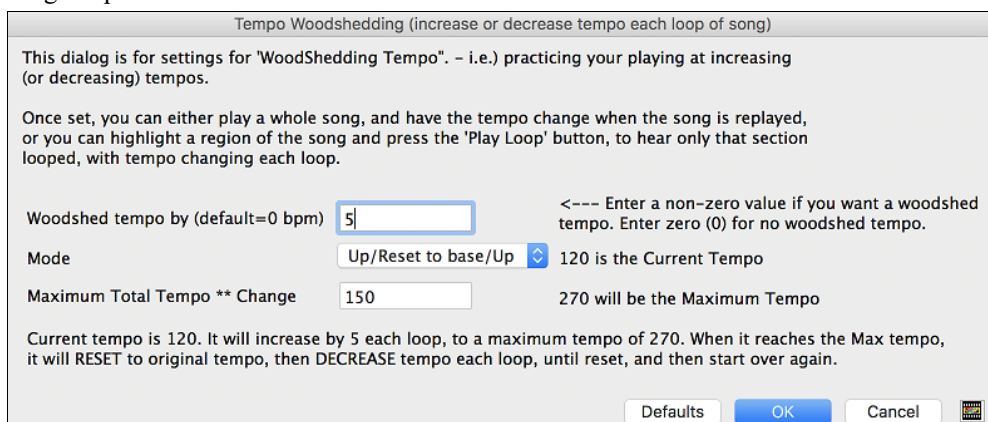 Tempo Woodshedding (increase or decrease tempo each loop of song)
This dialog is for settings for 'WoodShedding Tempo". – i.e.) practicing your playing at increasing
(or decreasing) tempos.
Once set, you can either play a whole song, and have the tempo change when the song is replayed,
or you can highlight a region of the song and press the 'Play Loop' button, to hear only that section
looped, with tempo changing each loop.
Woodshed tempo by (default=0 bpm) 5 <--- Enter a non-zero value if you want a woodshed
tempo. Enter zero (0) for no woodshed tempo.
Mode Up/Reset to base/Up 120 is the Current Tempo
Maximum Total Tempo ** Change 150 270 will be the Maximum Tempo
Current tempo is 120. It will increase by 5 each loop, to a maximum tempo of 270. When it reaches the Max tempo,
it will RESET to original tempo, then DECREASE tempo each loop, until reset, and then start over again.
Defaults OK Cancel